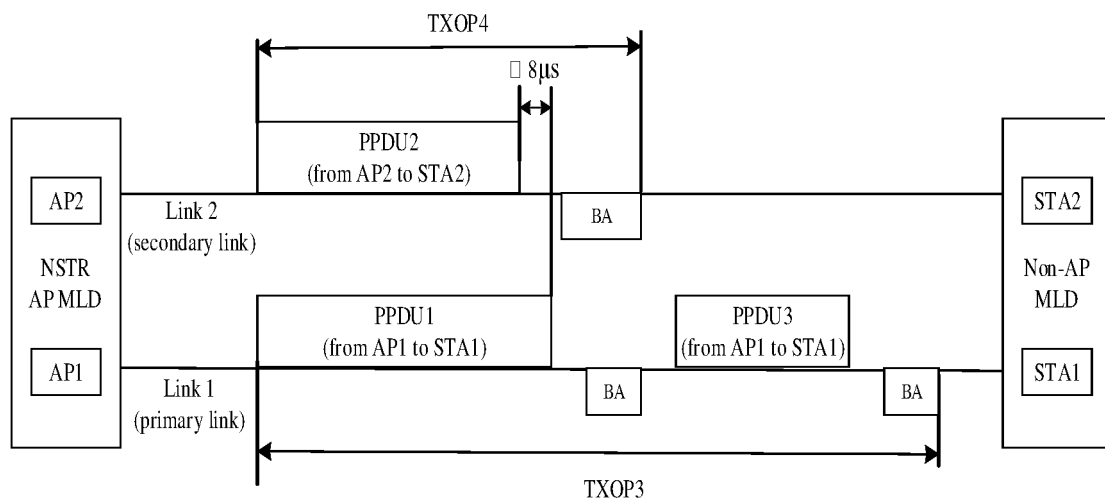 TXOP4
□ 8μs
PPDU2
(from AP2 to STA2)
AP2
STA2
BA
Link 2
(secondary link)
NSTR
AP MLD
Non-AP
MLD
PPDU1
(from AP1 to STA1)
PPDU3
(from AP1 to STA1)
AP1
STA1
BA
BA
Link 1
(primary link)
TXOP3